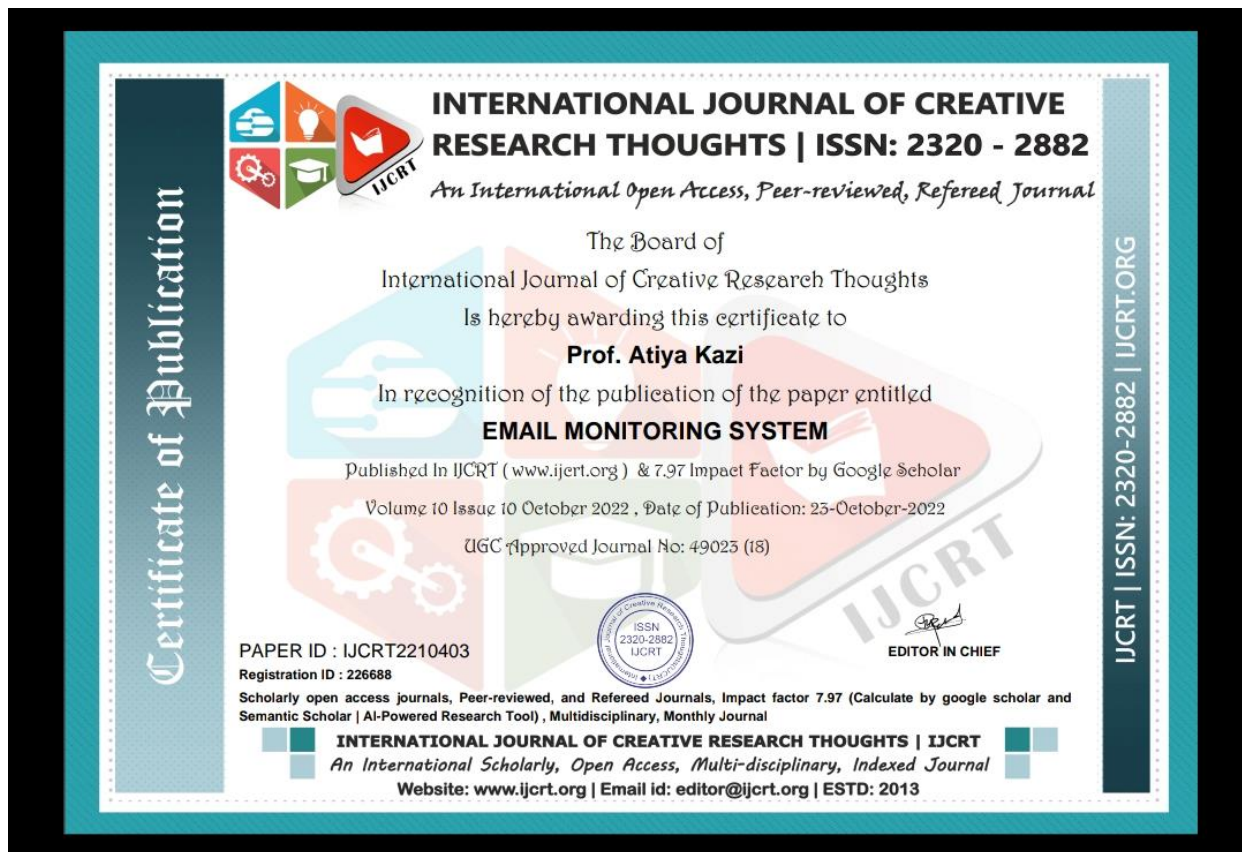 Certificate of Publication
IJCRT
INTERNATIONAL JOURNAL OF CREATIVE
RESEARCH THOUGHTS | ISSN: 2320 - 2882
An International Open Access, Peer-reviewed, Refereed Journal
The Board of
International Journal of Creative Research Thoughts
Is hereby awarding this certificate to
Prof. Atiya Kazi
In recognition of the publication of the paper entitled
EMAIL MONITORING SYSTEM
Published In IJCRT ( www.ijcrt.org ) & 7.97 Impact Factor by Google Scholar
Volume 10 Issue 10 October 2022 , Date of Publication: 23-October-2022
UGC Approved Journal No: 49023 (18)
IJCRT
International Journal of Creative Research Thoughts (IJCRT)
ISSN
2320-2882
IJCRT
PAPER ID : IJCRT2210403
Registration ID : 226688
EDITOR IN CHIEF
Scholarly open access journals, Peer-reviewed, and Refereed Journals, Impact factor 7.97 (Calculate by google scholar and
Semantic Scholar | AI-Powered Research Tool) , Multidisciplinary, Monthly Journal
INTERNATIONAL JOURNAL OF CREATIVE RESEARCH THOUGHTS | IJCRT
An International Scholarly, Open Access, Multi-disciplinary, Indexed Journal
Website: www.ijcrt.org | Email id: editor@ijcrt.org | ESTD: 2013
IJCRT | ISSN: 2320-2882 | IJCRT.ORG